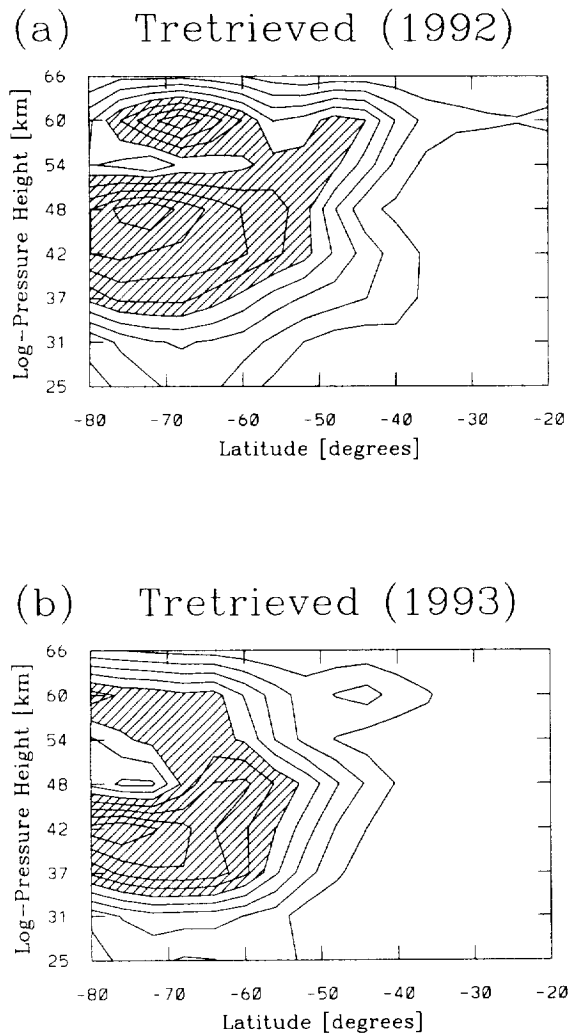 (a) Tretrieved (1992)
Log-Pressure Height [km]
66
60
54
48
42
37
31
25
-80 -70 -60 -50 -40 -30 -20
Latitude [degrees]
(b) Tretrieved (1993)
Log-Pressure Height [km]
66
60
54
48
42
37
31
25
-80 -70 -60 -50 -40 -30 -20
Latitude [degrees]